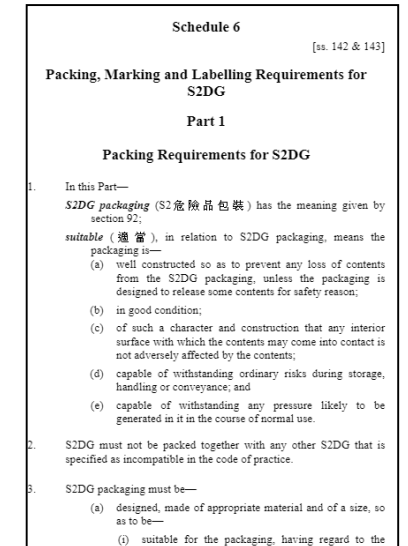 Schedule 6
[ss. 142 & 143]
Packing, Marking and Labelling Requirements for
S2DG
Part 1
Packing Requirements for S2DG
1. In this Part—
S2DG packaging (S2危險品包裝) has the meaning given by
section 92;
suitable (適當), in relation to S2DG packaging, means the
packaging is—
(a) well constructed so as to prevent any loss of contents
from the S2DG packaging, unless the packaging is
designed to release some contents for safety reason;
(b) in good condition;
(c) of such a character and construction that any interior
surface with which the contents may come into contact is
not adversely affected by the contents;
(d) capable of withstanding ordinary risks during storage,
handling or conveyance; and
(e) capable of withstanding any pressure likely to be
generated in it in the course of normal use.
2. S2DG must not be packed together with any other S2DG that is
specified as incompatible in the code of practice.
3. S2DG packaging must be—
(a) designed, made of appropriate material and of a size, so
as to be—
(i) suitable for the packaging, having regard to the